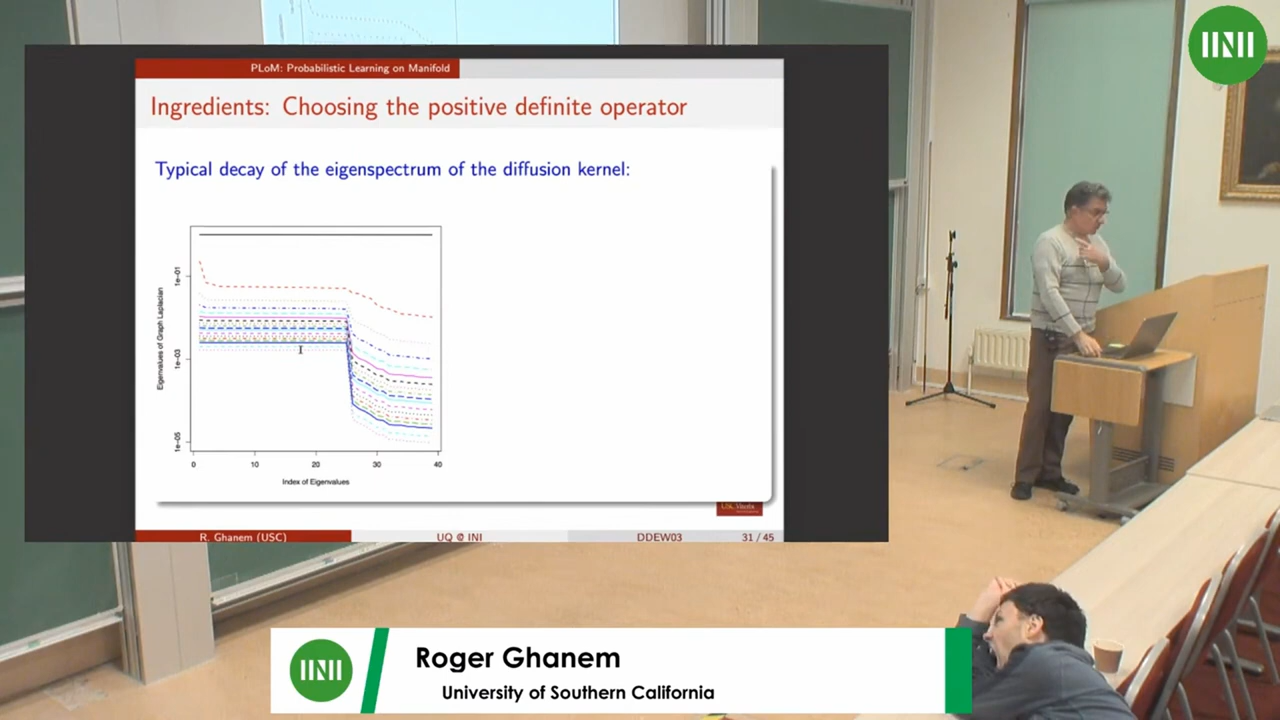 INI
PLoM: Probabilistic Learning on Manifold
Ingredients: Choosing the positive definite operator
Typical decay of the eigenspectrum of the diffusion kernel:
Eigenvalues of Graph Laplacian
1e-01
1e-03
1e-05
0 10 20 30 40
Index of Eigenvalues
USC Viterbi
R. Ghanem (USC) UQ @ INI DDEW03 31 / 45
INI
Roger Ghanem
University of Southern California